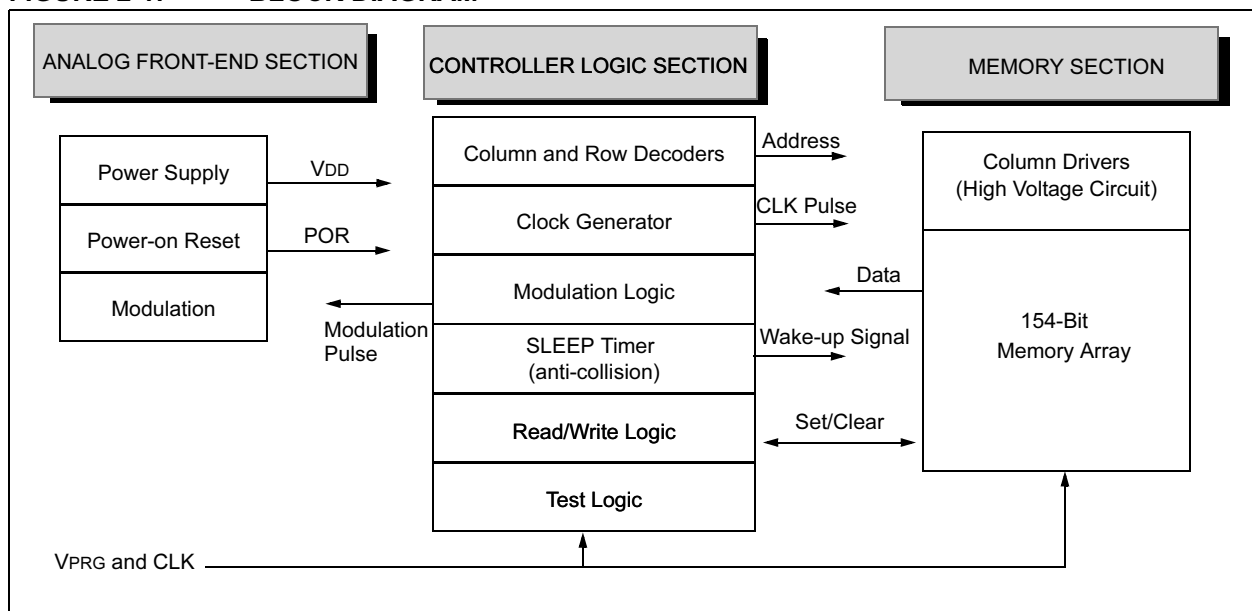 FIGURE 2-1: BLOCK DIAGRAM
ANALOG FRONT-END SECTION
CONTROLLER LOGIC SECTION
MEMORY SECTION
Power Supply
VDD
Power-on Reset
POR
Modulation
Modulation
Pulse
Column and Row Decoders
Address
Clock Generator
CLK Pulse
Modulation Logic
Data
SLEEP Timer
(anti-collision)
Wake-up Signal
Read/Write Logic
Set/Clear
Test Logic
Column Drivers
(High Voltage Circuit)
154-Bit
Memory Array
VPRG and CLK